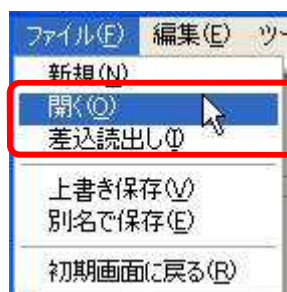 ファイル(F) 編集(E) ツー
新規(N)
開く(O)
差込読出し(I)
上書き保存(V)
別名で保存(E)
初期画面に戻る(R)